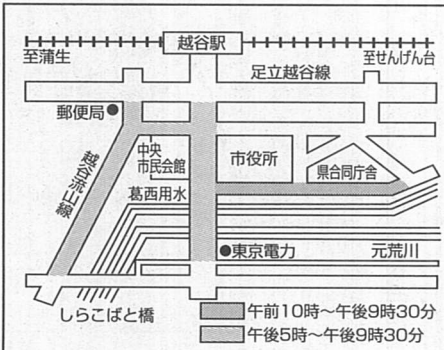 越谷駅
至蒲生
至せんげん台
足立越谷線
郵便局
越谷流山線
中央
市民会館
市役所
県合同庁舎
葛西用水
東京電力
元荒川
しらこばと橋
午前10時〜午後9時30分
午後5時〜午後9時30分